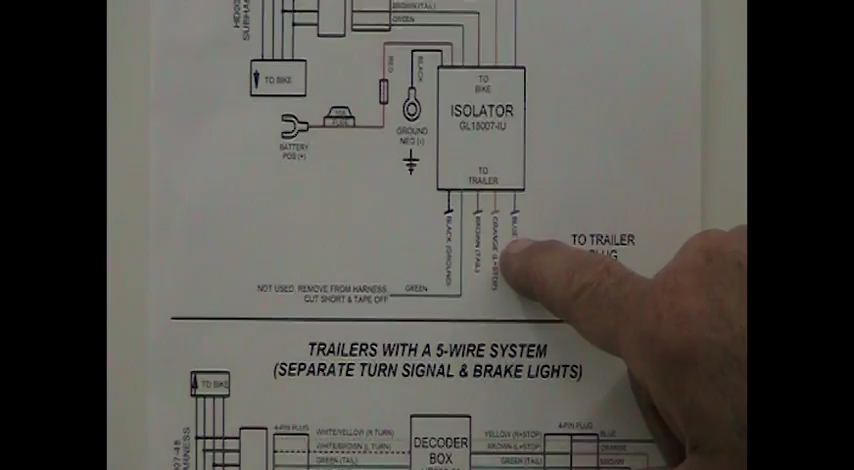 BROWN(TAIL)
GREEN
TO BIKE
RED
BLACK
TO
BIKE
ISOLATOR
GL18007-IU
FUSE
BATTERY
POS (+)
GROUND
NEG (-)
TO
TRAILER
BLACK (GROUND)
BROWN (TAIL)
ORANGE (L+STOP)
BLUE
TO TRAILER
NOT USED. REMOVE FROM HARNESS.
CUT SHORT & TAPE OFF
GREEN
TRAILERS WITH A 5-WIRE SYSTEM
(SEPARATE TURN SIGNAL & BRAKE LIGHTS)
TO BIKE
4-PIN PLUG
WHITE/YELLOW (R TURN)
WHITE/BROWN (L TURN)
GREEN (TAIL)
DECODER
BOX
YELLOW (R+STOP)
BROWN (L+STOP)
GREEN (TAIL)
4-PIN PLUG
BLUE
ORANGE
BROWN